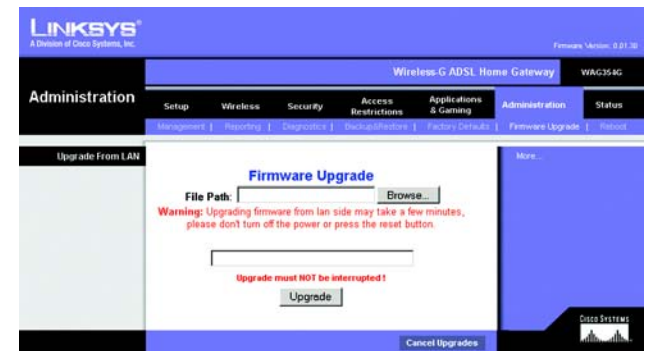 LINKSYS®
A Division of Cisco Systems, Inc.
Firmware Version: 0.01.30
Wireless-G ADSL Home Gateway WAG354G
Administration
Setup Wireless Security Access Restrictions Applications & Gaming Administration Status
Management | Reporting | Diagnostics | Backup&Restore | Factory Defaults | Firmware Upgrade | Reboot
Upgrade From LAN
More...
Firmware Upgrade
File Path: Browse...
Warning: Upgrading firmware from lan side may take a few minutes,
please don't turn off the power or press the reset button.
Upgrade must NOT be interrupted !
Upgrade
Cancel Upgrades
CISCO SYSTEMS